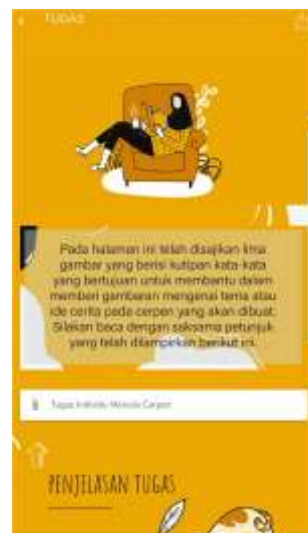 TUGAS
Pada halaman ini telah disajikan lima
gambar yang berisi kutipan kata-kata
yang bertujuan untuk membantu dalam
memberi gambaran mengenai tema atau
ide cerita pada cerpen yang akan dibuat.
Silakan baca dengan saksama petunjuk
yang telah dilampirkan berikut ini.
Tugas Individu Menulis Cerpen
PENJELASAN TUGAS